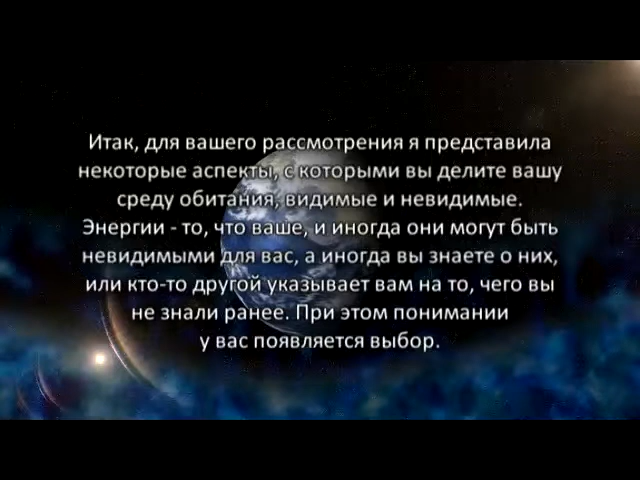 Итак, для вашего рассмотрения я представила
некоторые аспекты, с которыми вы делите вашу
среду обитания, видимые и невидимые.
Энергии - то, что ваше, и иногда они могут быть
невидимыми для вас, а иногда вы знаете о них,
или кто-то другой указывает вам на то, чего вы
не знали ранее. При этом понимании
у вас появляется выбор.